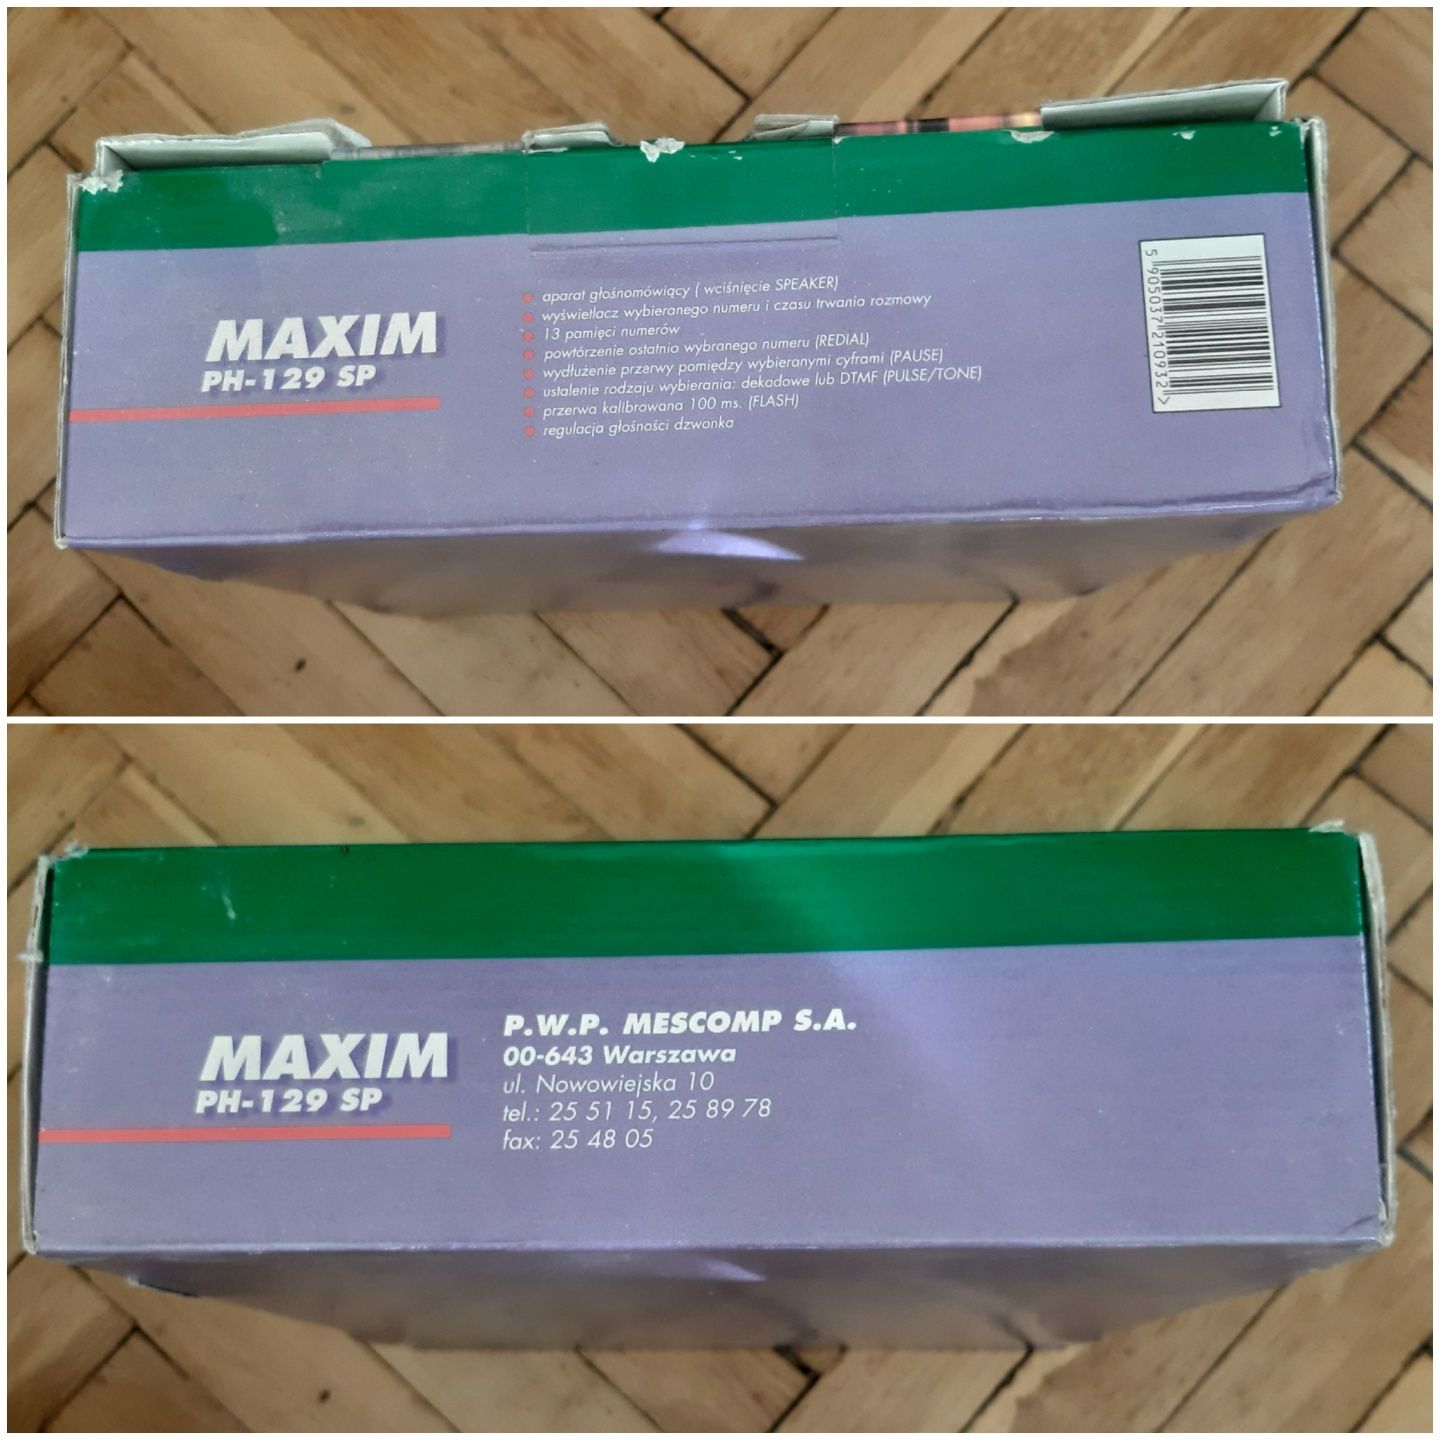 MAXIM
PH-129 SP
aparat głośnomówiący ( wciśnięcie SPEAKER)
wyświetlacz wybieranego numeru i czasu trwania rozmowy
13 pamięci numerów
powtórzenie ostatnio wybranego numeru (REDIAL)
wydłużenie przerwy pomiędzy wybieranymi cyframi (PAUSE)
ustalenie rodzaju wybierania: dekadowe lub DTMF (PULSE/TONE)
przerwa kalibrowana 100 ms. (FLASH)
regulacja głośności dzwonka
5 905037 210932 >
MAXIM
PH-129 SP
P.W.P. MESCOMP S.A.
00-643 Warszawa
ul. Nowowiejska 10
tel.: 25 51 15, 25 89 78
fax: 25 48 05